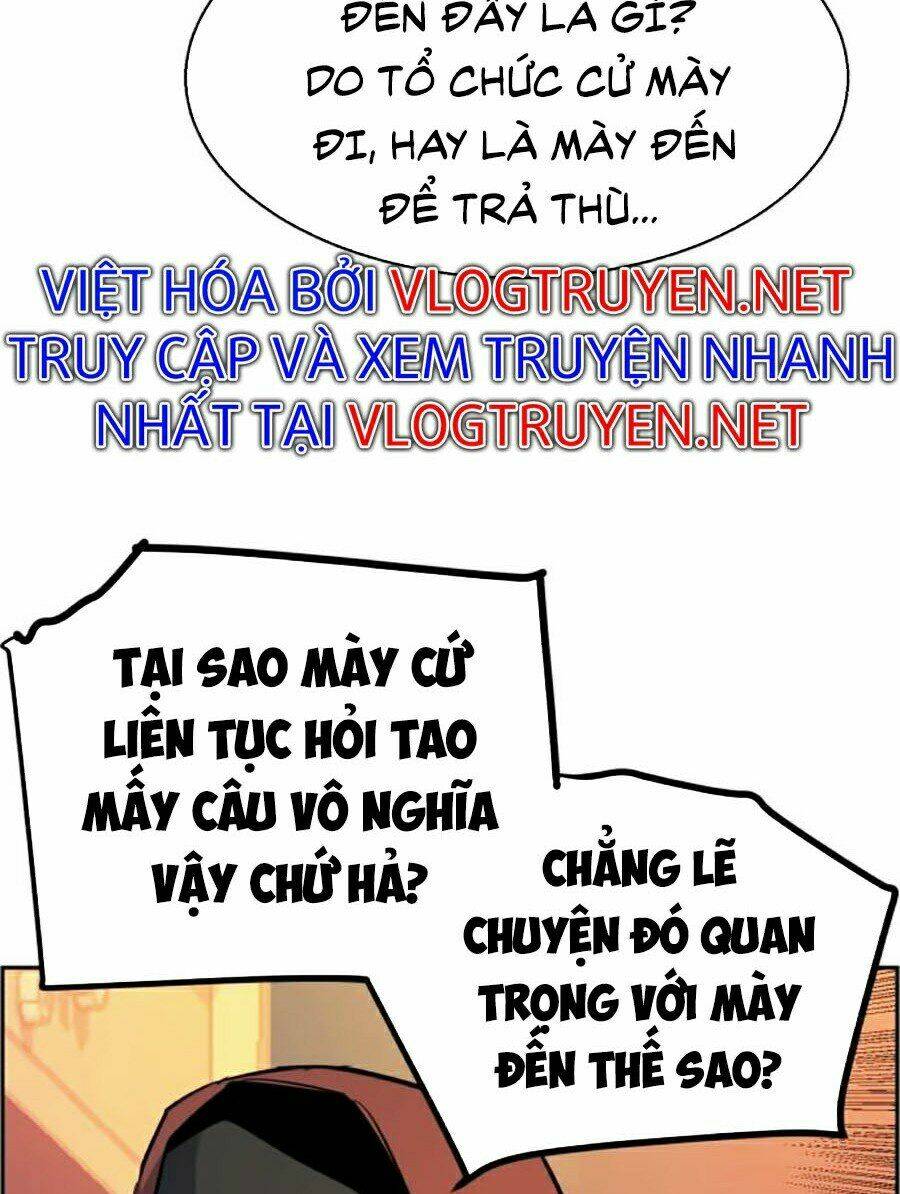 ĐẾN ĐÂY LÀ GÌ?
DO TỔ CHỨC CỬ MÀY
ĐI, HAY LÀ MÀY ĐẾN
ĐỂ TRẢ THÙ...
VIỆT HÓA BỞI VLOGTRUYEN.NET
TRUY CẬP VÀ XEM TRUYỆN NHANH
NHẤT TẠI VLOGTRUYEN.NET
TẠI SAO MÀY CỨ
LIÊN TỤC HỎI TAO
MẤY CÂU VÔ NGHĨA
VẬY CHỨ HẢ?
CHẲNG LẼ
CHUYỆN ĐÓ QUAN
TRỌNG VỚI MÀY
ĐẾN THẾ SAO?